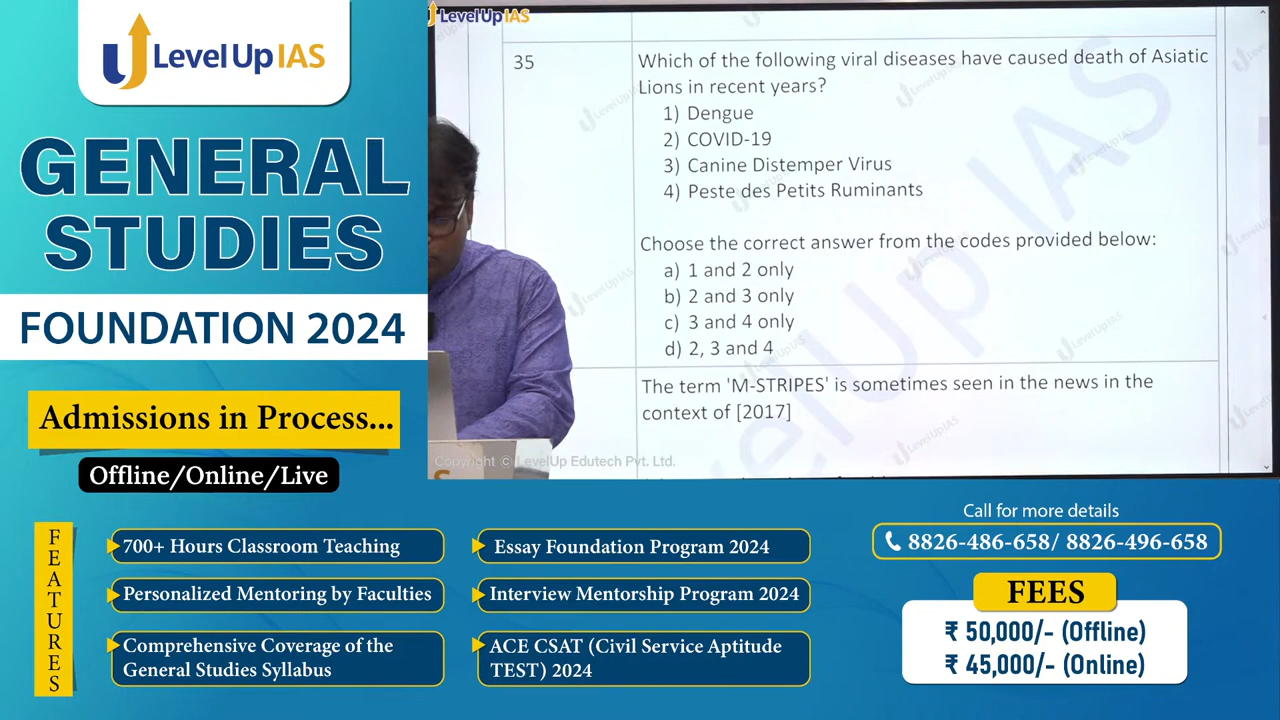 Level Up IAS
GENERAL
STUDIES
FOUNDATION 2024
Admissions in Process...
Offline/Online/Live
LevelUp IAS
35
Which of the following viral diseases have caused death of Asiatic
Lions in recent years?
1) Dengue
2) COVID-19
3) Canine Distemper Virus
4) Peste des Petits Ruminants
Choose the correct answer from the codes provided below:
a) 1 and 2 only
b) 2 and 3 only
c) 3 and 4 only
d) 2, 3 and 4
The term 'M-STRIPES' is sometimes seen in the news in the
context of [2017]
Copyright © LevelUp Edutech Pvt. Ltd.
FEATURES
700+ Hours Classroom Teaching
Personalized Mentoring by Faculties
Comprehensive Coverage of the
General Studies Syllabus
Essay Foundation Program 2024
Interview Mentorship Program 2024
ACE CSAT (Civil Service Aptitude
TEST) 2024
Call for more details
8826-486-658/ 8826-496-658
FEES
₹ 50,000/- (Offline)
₹ 45,000/- (Online)